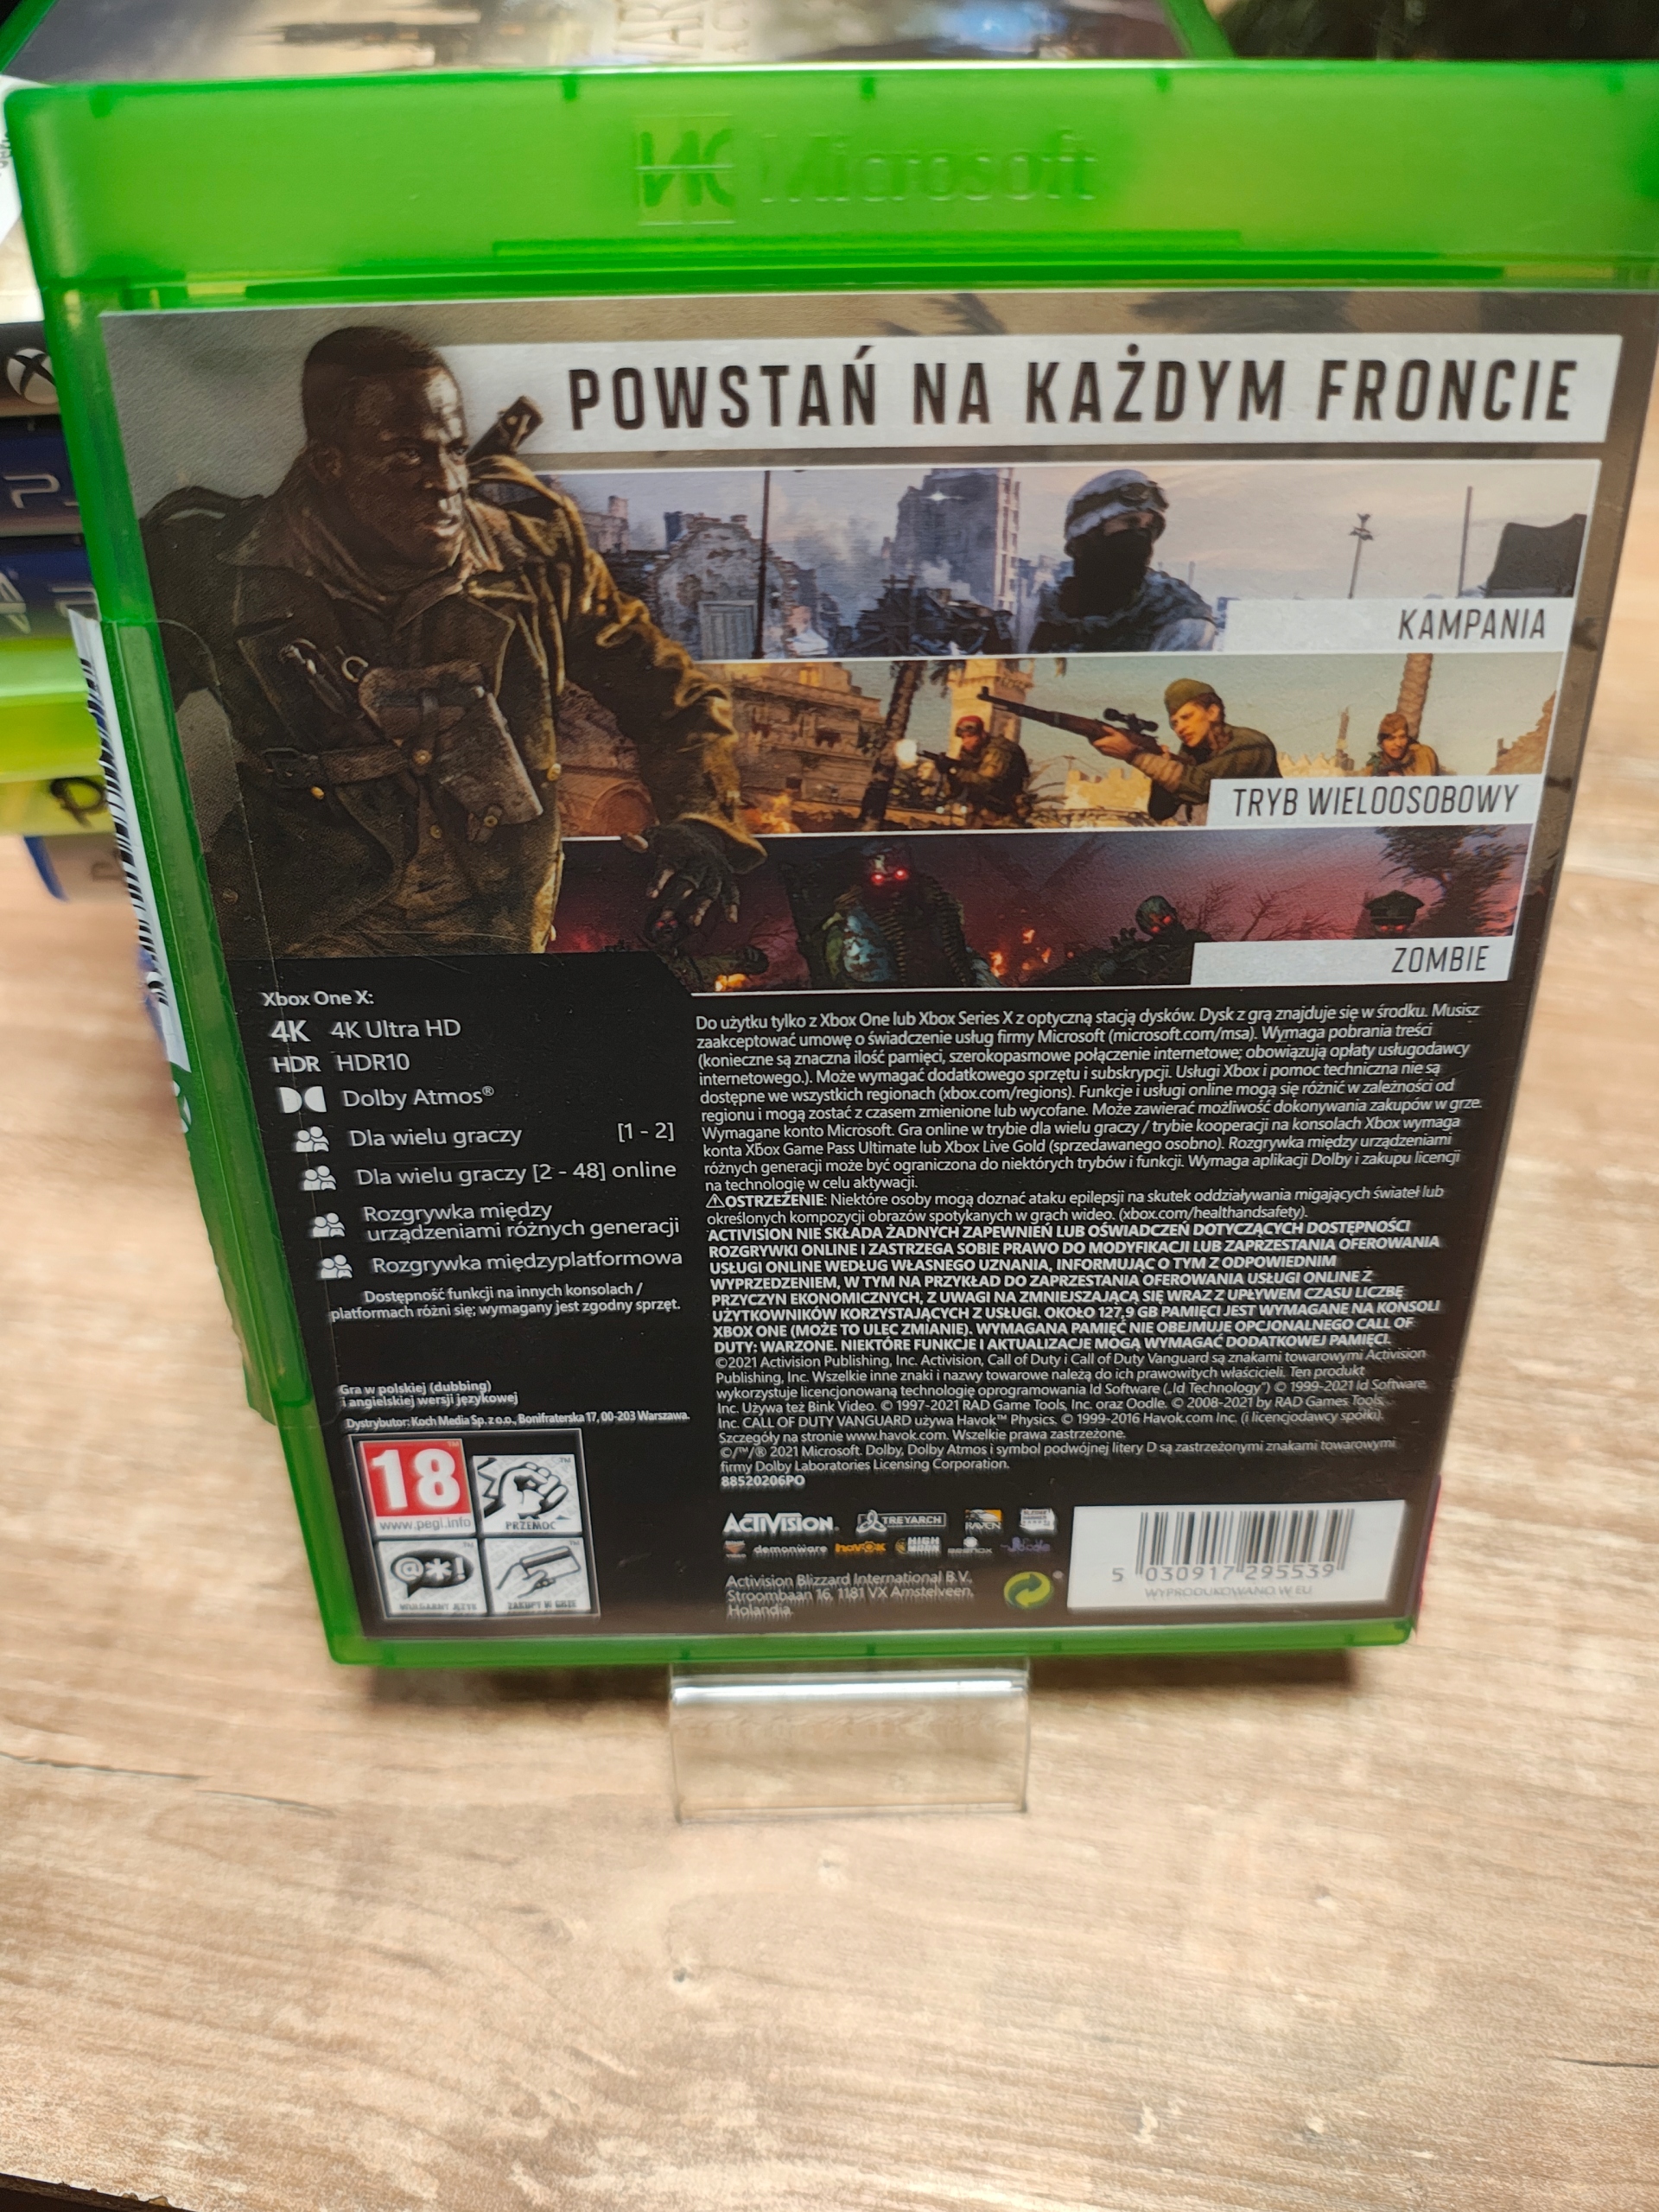 Microsoft
POWSTAŃ NA KAŻDYM FRONCIE
KAMPANIA
TRYB WIELOOSOBOWY
ZOMBIE
Xbox One X:
4K 4K Ultra HD
HDR HDR10
Dolby Atmos®
Dla wielu graczy [1 - 2]
Dla wielu graczy [2 - 48] online
Rozgrywka między
urządzeniami różnych generacji
Rozgrywka międzyplatformowa
Dostępność funkcji na innych konsolach /
platformach różni się; wymagany jest zgodny sprzęt.
Gra w polskiej (dubbing)
i angielskiej wersji językowej
Dystrybutor: Koch Media Sp. z o.o., Bonifraterska 17, 00-203 Warszawa.
18
www.pegi.info
PRZEMOC
@*!
WULGARNY JĘZYK
ZAKUPY W GRZE
Do użytku tylko z Xbox One lub Xbox Series X z optyczną stacją dysków. Dysk z grą znajduje się w środku. Musisz
zaakceptować umowę o świadczenie usług firmy Microsoft (microsoft.com/msa). Wymaga pobrania treści
(konieczne są znaczna ilość pamięci, szerokopasmowe połączenie internetowe; obowiązują opłaty usługodawcy
internetowego.). Może wymagać dodatkowego sprzętu i subskrypcji. Usługi Xbox i pomoc techniczna nie są
dostępne we wszystkich regionach (xbox.com/regions). Funkcje i usługi online mogą się różnić w zależności od
regionu i mogą zostać z czasem zmienione lub wycofane. Może zawierać możliwość dokonywania zakupów w grze.
Wymagane konto Microsoft. Gra online w trybie dla wielu graczy / trybie kooperacji na konsolach Xbox wymaga
konta Xbox Game Pass Ultimate lub Xbox Live Gold (sprzedawanego osobno). Rozgrywka między urządzeniami
różnych generacji może być ograniczona do niektórych trybów i funkcji. Wymaga aplikacji Dolby i zakupu licencji
na technologię w celu aktywacji.
⚠OSTRZEŻENIE: Niektóre osoby mogą doznać ataku epilepsji na skutek oddziaływania migających świateł lub
określonych kompozycji obrazów spotykanych w grach wideo. (xbox.com/healthandsafety).
ACTIVISION NIE SKŁADA ŻADNYCH ZAPEWNIEŃ LUB OŚWIADCZEŃ DOTYCZĄCYCH DOSTĘPNOŚCI
ROZGRYWKI ONLINE I ZASTRZEGA SOBIE PRAWO DO MODYFIKACJI LUB ZAPRZESTANIA OFEROWANIA
USŁUGI ONLINE WEDŁUG WŁASNEGO UZNANIA, INFORMUJĄC O TYM Z ODPOWIEDNIM
WYPRZEDZENIEM, W TYM NA PRZYKŁAD DO ZAPRZESTANIA OFEROWANIA USŁUGI ONLINE Z
PRZYCZYN EKONOMICZNYCH, Z UWAGI NA ZMNIEJSZAJĄCĄ SIĘ WRAZ Z UPŁYWEM CZASU LICZBĘ
UŻYTKOWNIKÓW KORZYSTAJĄCYCH Z USŁUGI. OKOŁO 127,9 GB PAMIĘCI JEST WYMAGANE NA KONSOLI
XBOX ONE (MOŻE TO ULEC ZMIANIE). WYMAGANA PAMIĘĆ NIE OBEJMUJE OPCJONALNEGO CALL OF
DUTY: WARZONE. NIEKTÓRE FUNKCJE I AKTUALIZACJE MOGĄ WYMAGAĆ DODATKOWEJ PAMIĘCI.
©2021 Activision Publishing, Inc. Activision, Call of Duty i Call of Duty Vanguard są znakami towarowymi Activision
Publishing, Inc. Wszelkie inne znaki i nazwy towarowe należą do ich prawowitych właścicieli. Ten produkt
wykorzystuje licencjonowaną technologię oprogramowania Id Software („Id Technology") © 1999-2021 Id Software,
Inc. Używa też Bink Video. © 1997-2021 RAD Game Tools, Inc. oraz Oodle. © 2008-2021 by RAD Games Tools,
Inc. CALL OF DUTY VANGUARD używa Havok™ Physics. © 1999-2016 Havok.com Inc. (i licencjodawcy spółki).
Szczegóły na stronie www.havok.com. Wszelkie prawa zastrzeżone.
©/™/® 2021 Microsoft. Dolby, Dolby Atmos i symbol podwójnej litery D są zastrzeżonymi znakami towarowymi
firmy Dolby Laboratories Licensing Corporation.
88520206PO
ACTIVISION. TREYARCH RAVEN
demonware HAVOK HIGH MOON BEENOX
Activision Blizzard International B.V.,
Stroombaan 16, 1181 VX Amstelveen,
Holandia.
5 030917 295539
WYPRODUKOWANO W EU